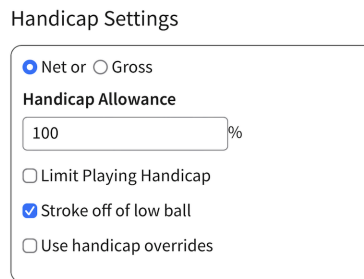 Handicap Settings
Net or Gross
Handicap Allowance
100 %
Limit Playing Handicap
Stroke off of low ball
Use handicap overrides